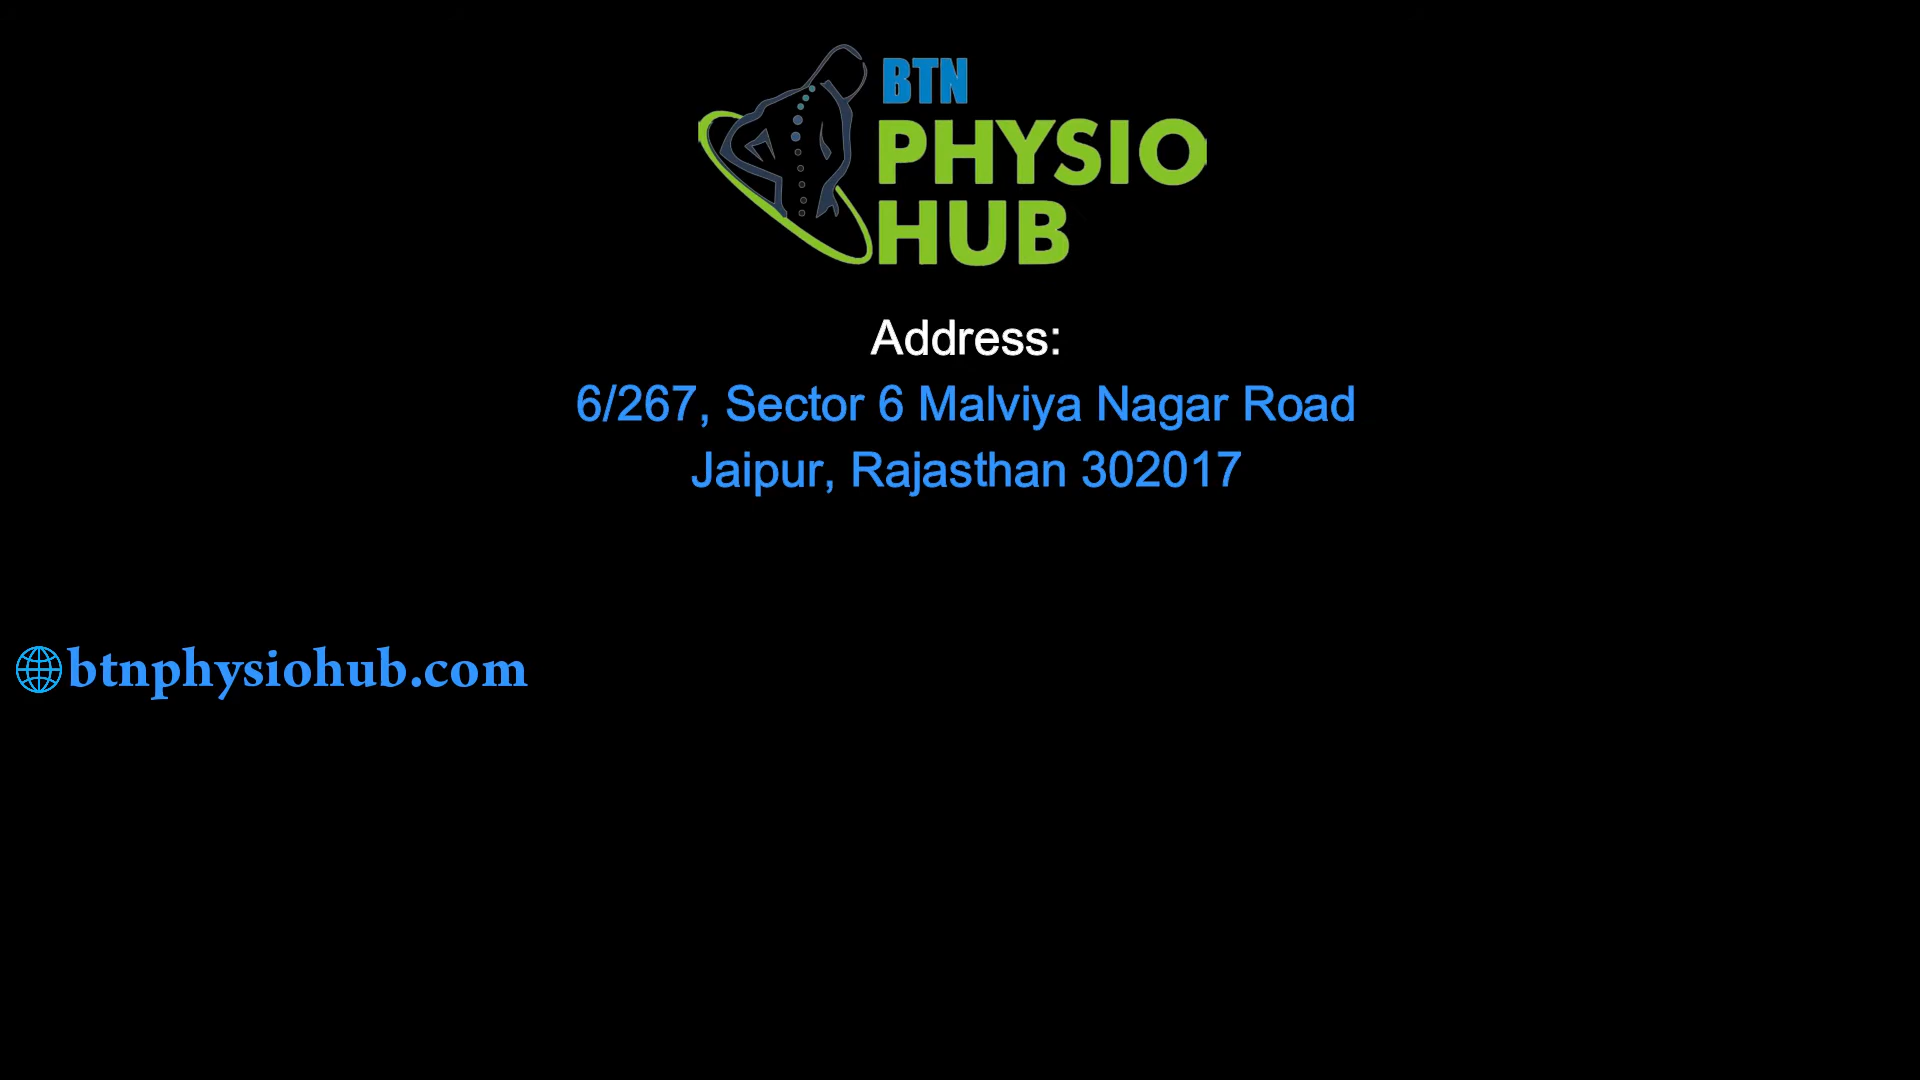 BTN
PHYSIO
HUB
Address:
6/267, Sector 6 Malviya Nagar Road
Jaipur, Rajasthan 302017
btnphysiohub.com